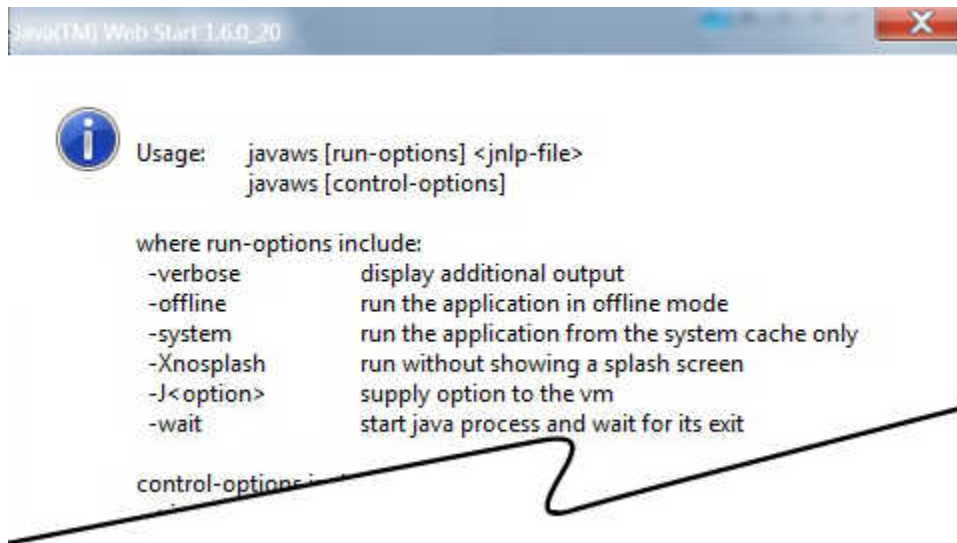 Java(TM) Web Start 1.6.0_20
Usage: javaws [run-options] <jnlp-file>
javaws [control-options]
where run-options include:
-verbose display additional output
-offline run the application in offline mode
-system run the application from the system cache only
-Xnosplash run without showing a splash screen
-J<option> supply option to the vm
-wait start java process and wait for its exit
control-options